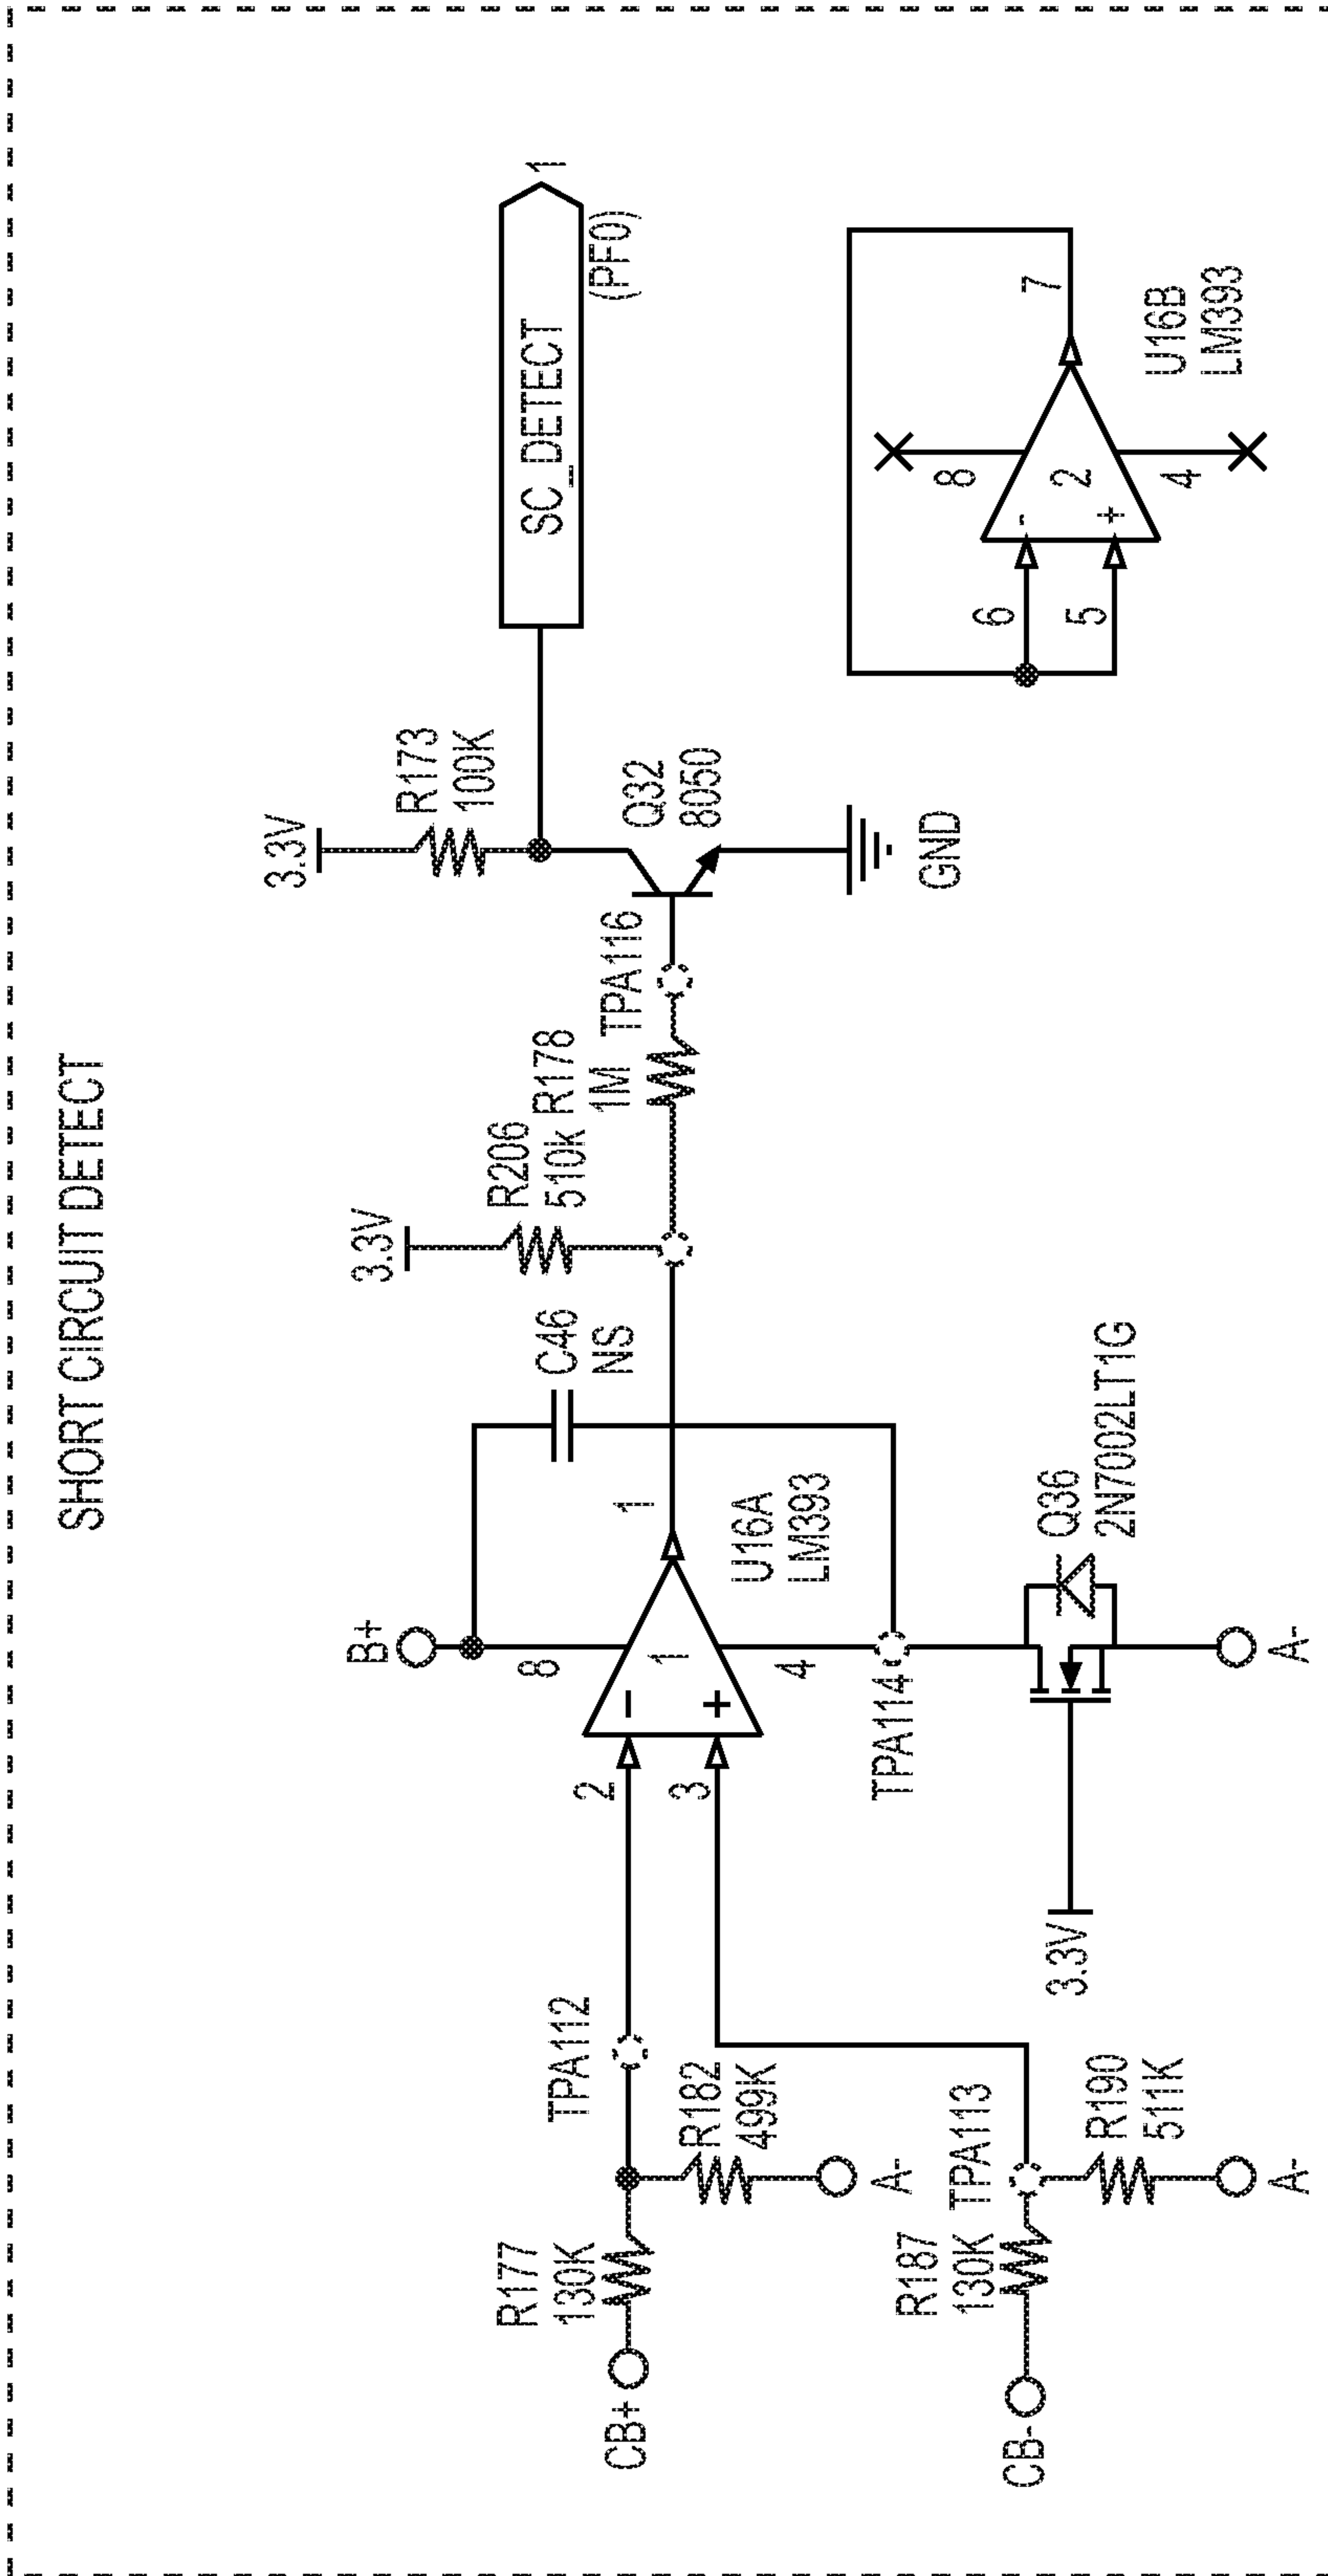 SHORT CIRCUIT DETECT
B+
3.3V
3.3V
C46
NS
R206
510k
R178
1M
R173
100K
SC_DETECT
1
(PF0)
CB+
R177
130K
TPA112
R182
499K
A-
2
3
8
-
+
1
1
4
U16A
LM393
TPA116
Q32
8050
GND
CB-
R187
130K
TPA113
R190
511K
A-
TPA114
3.3V
Q36
2N7002LT1G
A-
6
5
8
-
+
2
4
7
U16B
LM393